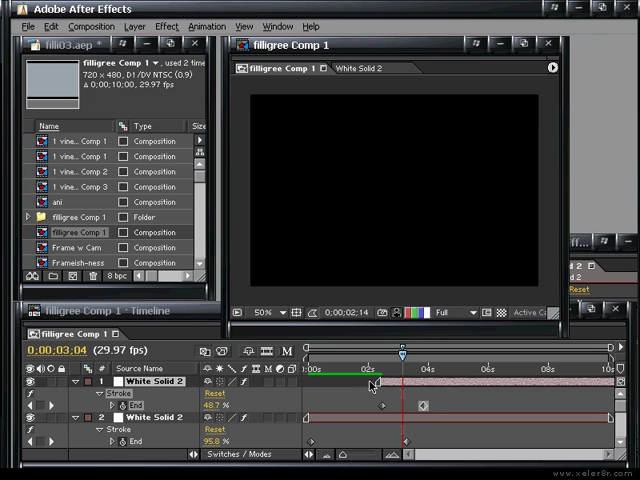 Adobe After Effects
File Edit Composition Layer Effect Animation View Window Help
filli03.aep *
filligree Comp 1
filligree Comp 1 , used 2 time
720 x 480, D1/DV NTSC (0.9)
Δ 0;00;10;00, 29.97 fps
filligree Comp 1 White Solid 2
Name Type Size
1 vine... Comp 1 Composition
1 vine... Comp 1 Composition
1 vine... Comp 2 Composition
1 vine... Comp 3 Composition
ani Composition
filligree Comp 1 Folder
filligree Comp 1 Composition
Frame w Cam Composition
Frameish-ness Composition
8 bpc
50% 0;00;02;14 Full Active Ca
Reset
filligree Comp 1 · Timeline
filligree Comp 1
0;00;03;04 (29.97 fps)
M
# Source Name
:00s 02s 04s 06s 08s 10s
1 White Solid 2
Stroke Reset
End 48.7 %
2 White Solid 2
Stroke Reset
End 95.8 %
Switches / Modes
www.xeler8r.com